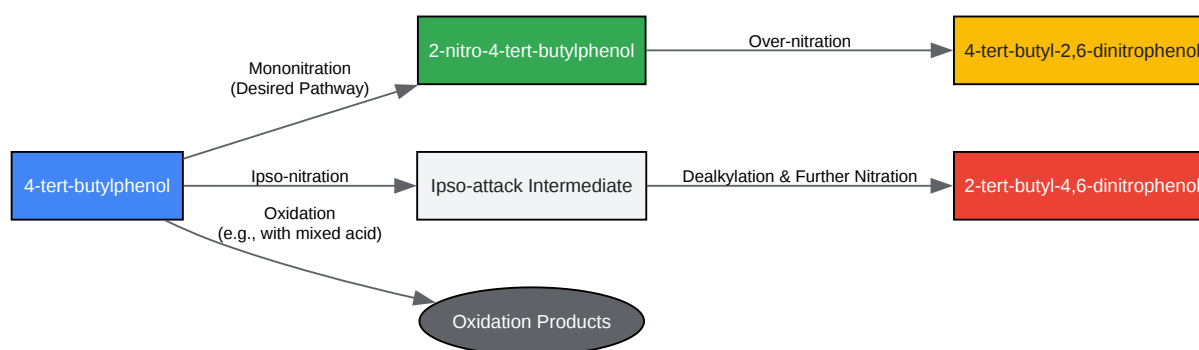 2-nitro-4-tert-butylphenol
Over-nitration
4-tert-butyl-2,6-dinitrophenol
Mononitration
(Desired Pathway)
4-tert-butylphenol
Ipso-nitration
Ipso-attack Intermediate
Dealkylation & Further Nitration
2-tert-butyl-4,6-dinitrophenol
Oxidation
(e.g., with mixed acid)
Oxidation Products